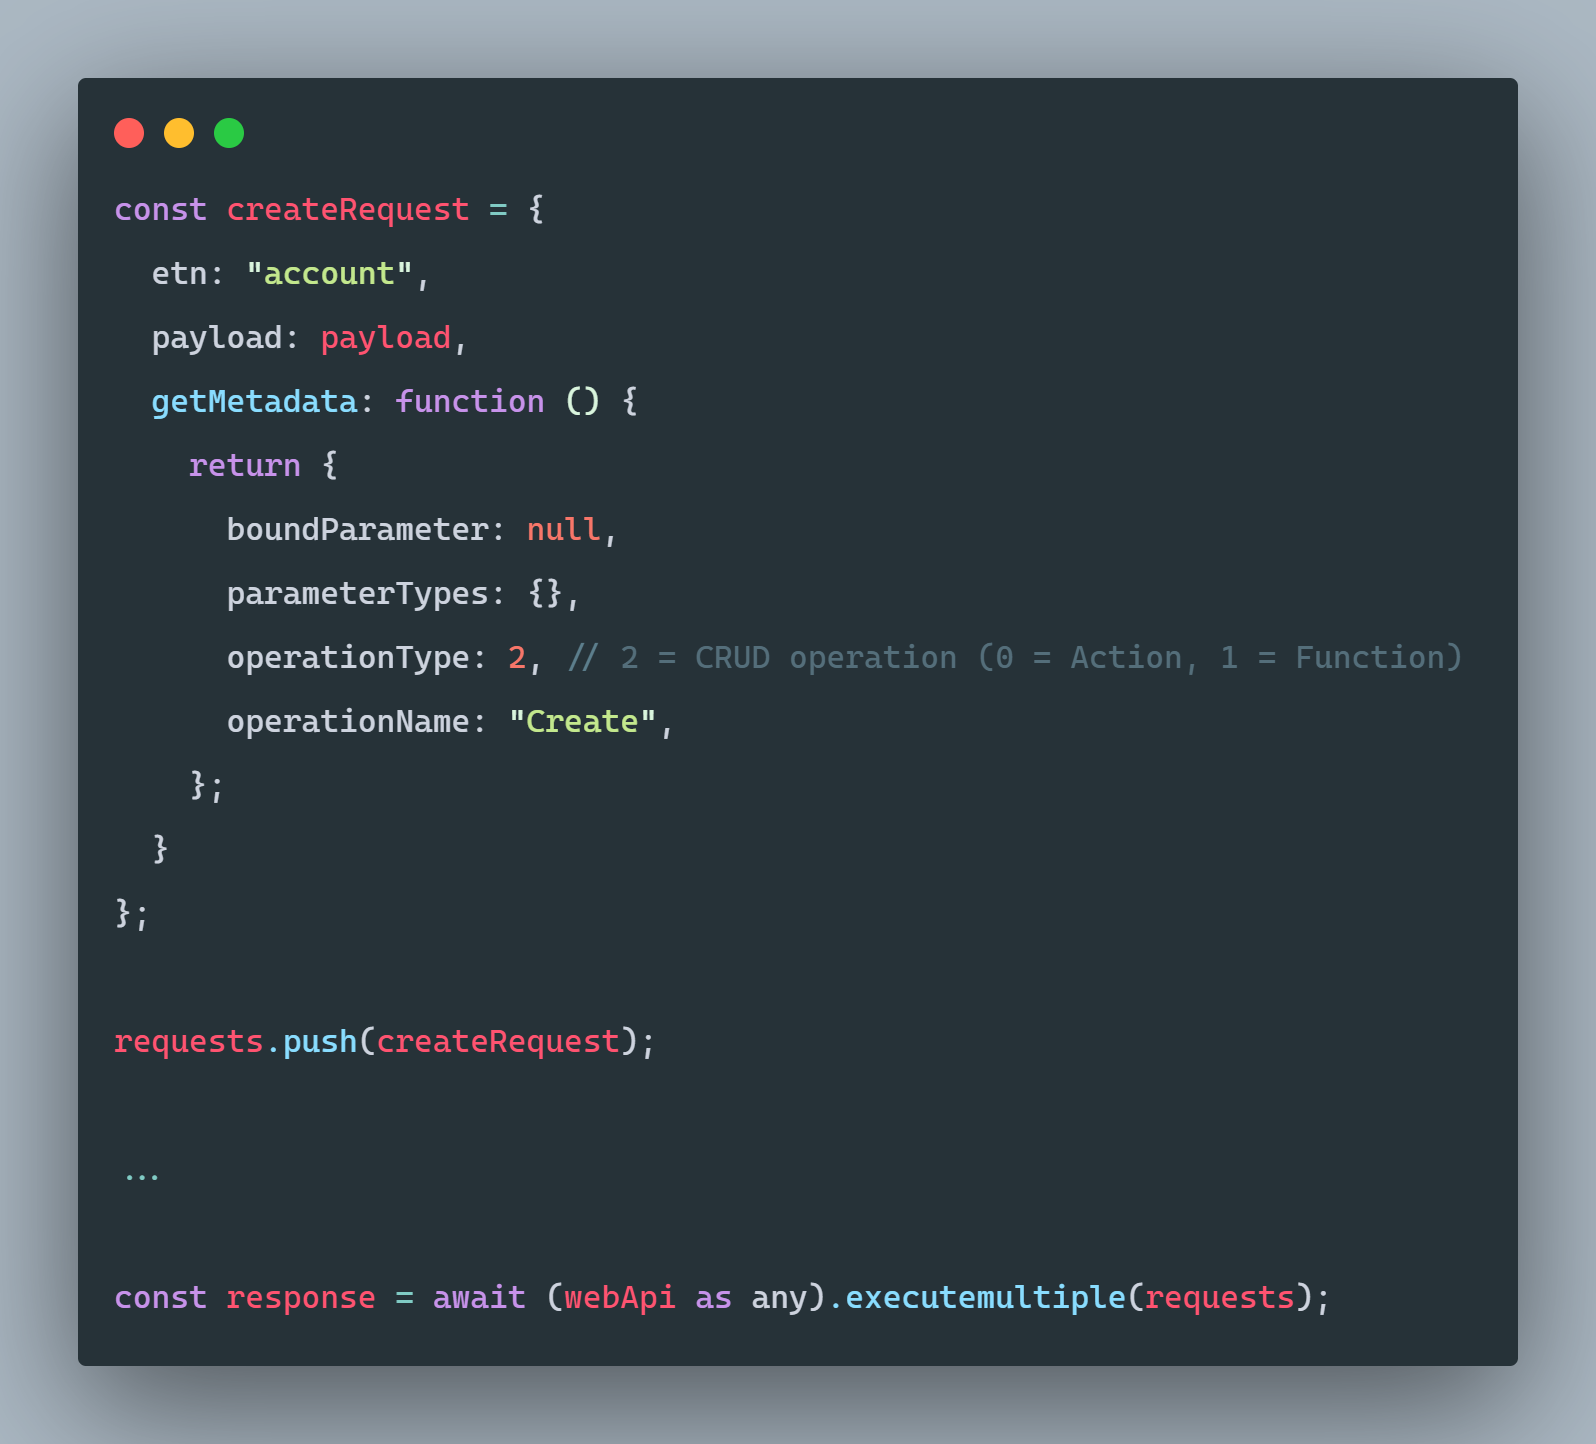 const createRequest = {
  etn: "account",
  payload: payload,
  getMetadata: function () {
    return {
      boundParameter: null,
      parameterTypes: {},
      operationType: 2, // 2 = CRUD operation (0 = Action, 1 = Function)
      operationName: "Create",
    };
  }
};
requests.push(createRequest);
...
const response = await (webApi as any).executemultiple(requests);